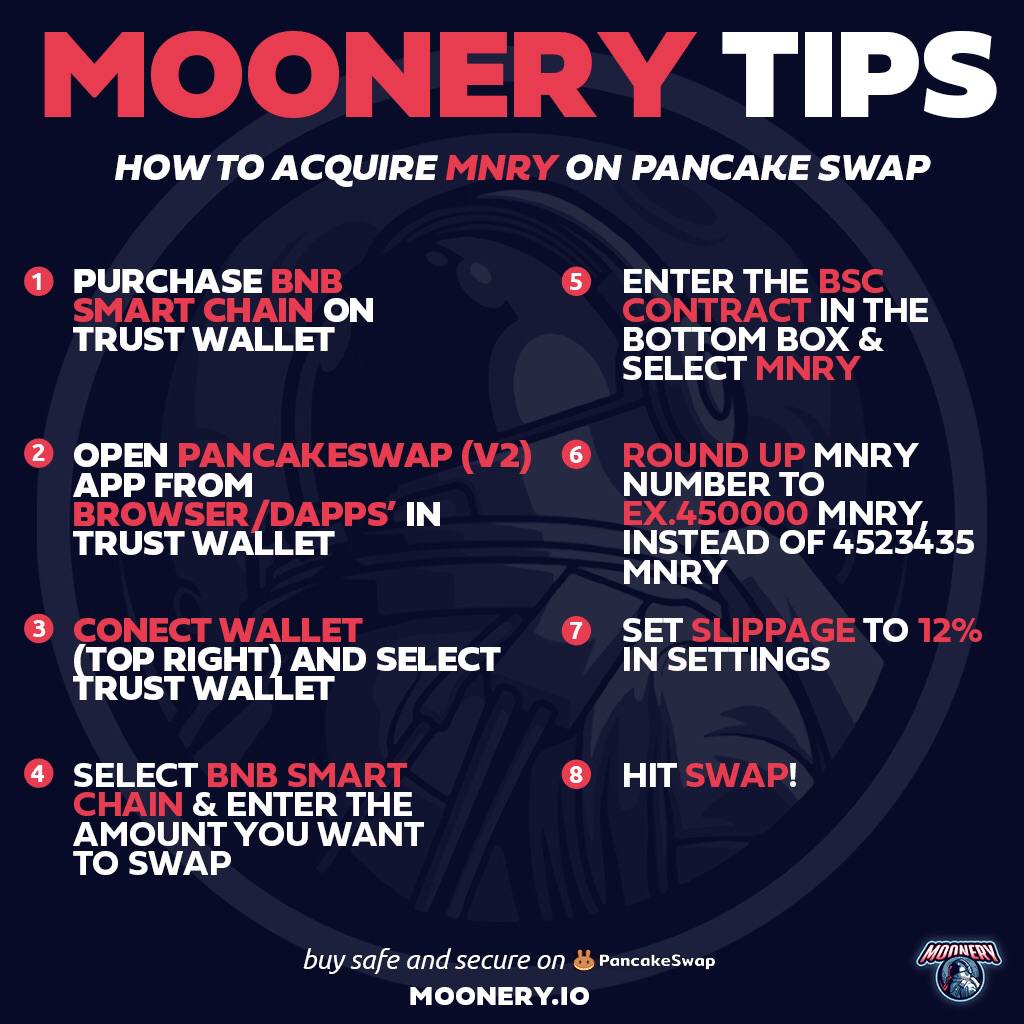 MOONERY TIPS
HOW TO ACQUIRE MNRY ON PANCAKE SWAP
1 PURCHASE BNB
SMART CHAIN ON
TRUST WALLET
2 OPEN PANCAKESWAP (V2)
APP FROM
BROWSER/DAPPS' IN
TRUST WALLET
3 CONECT WALLET
(TOP RIGHT) AND SELECT
TRUST WALLET
4 SELECT BNB SMART
CHAIN & ENTER THE
AMOUNT YOU WANT
TO SWAP
5 ENTER THE BSC
CONTRACT IN THE
BOTTOM BOX &
SELECT MNRY
6 ROUND UP MNRY
NUMBER TO
EX.450000 MNRY,
INSTEAD OF 4523435
MNRY
7 SET SLIPPAGE TO 12%
IN SETTINGS
8 HIT SWAP!
buy safe and secure on PancakeSwap
MOONERY.IO
MOONERY